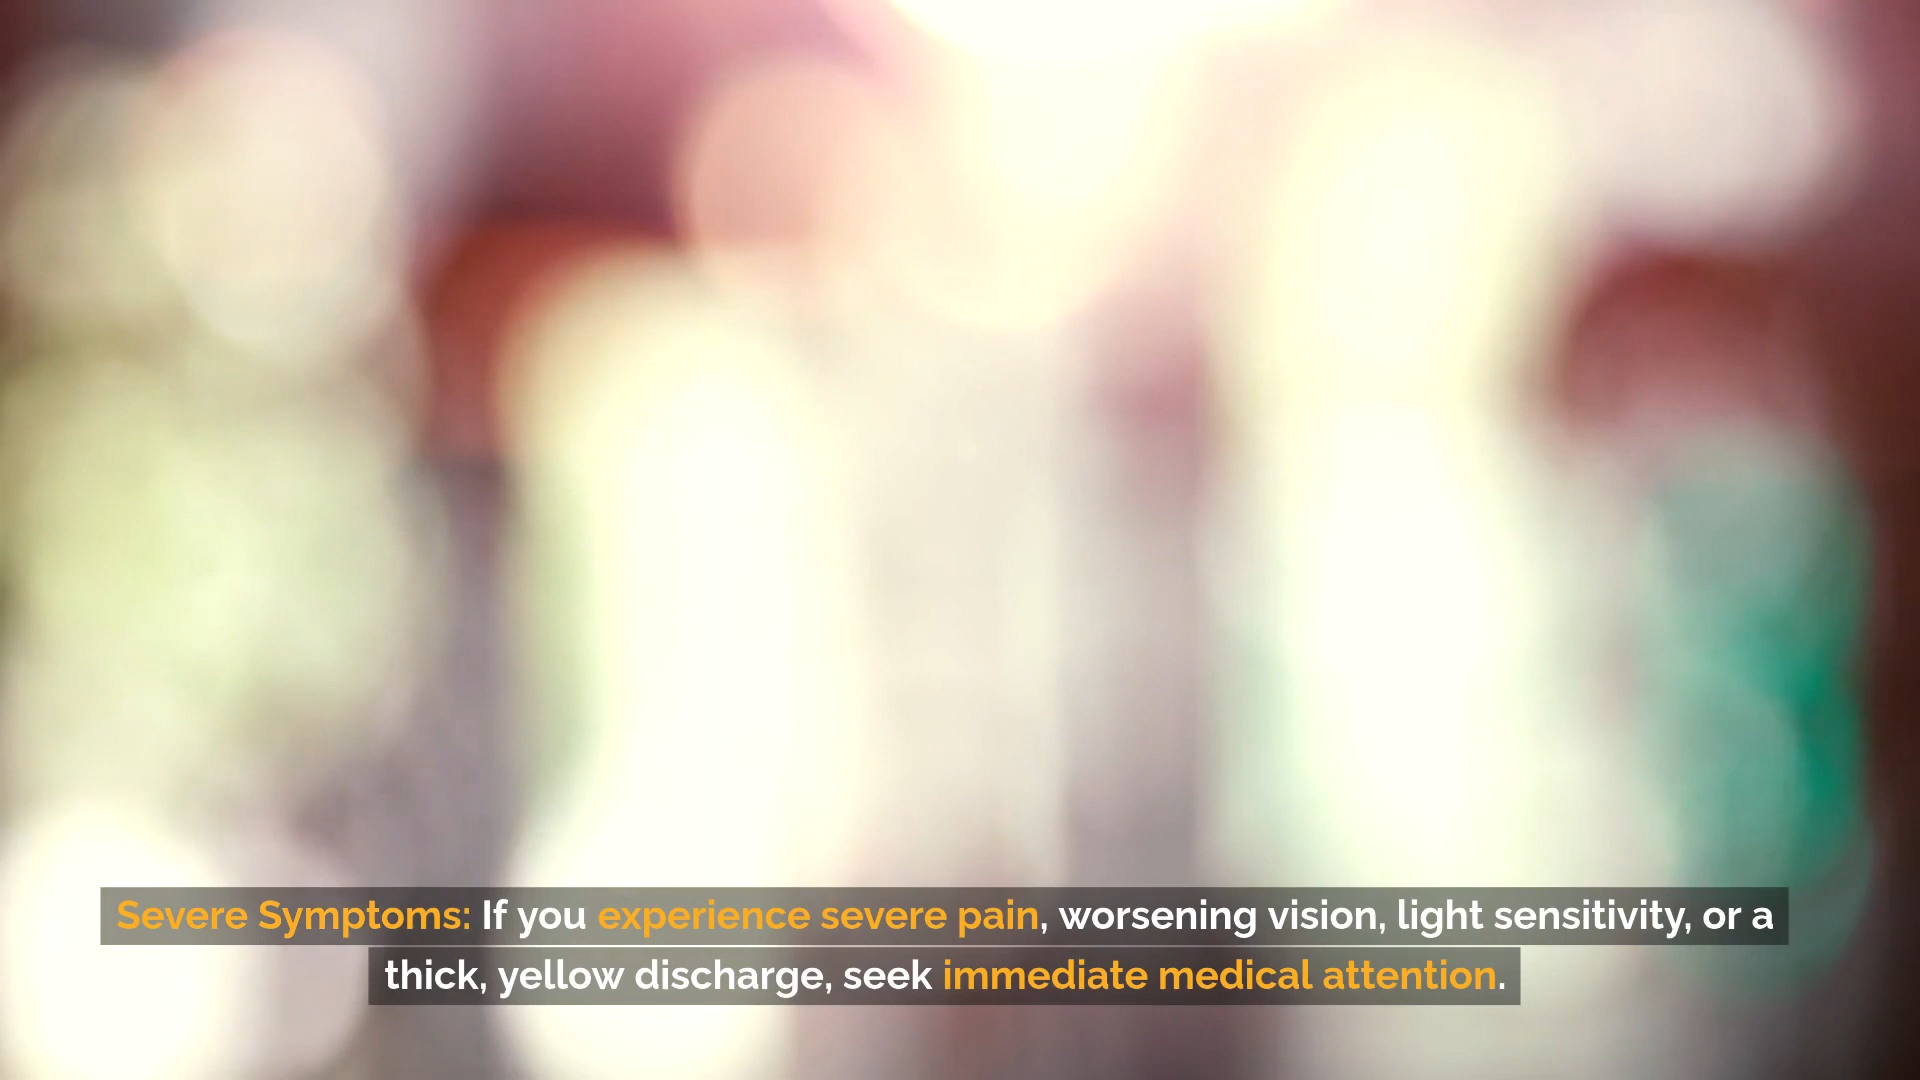 Severe Symptoms: If you experience severe pain, worsening vision, light sensitivity, or a
thick, yellow discharge, seek immediate medical attention.